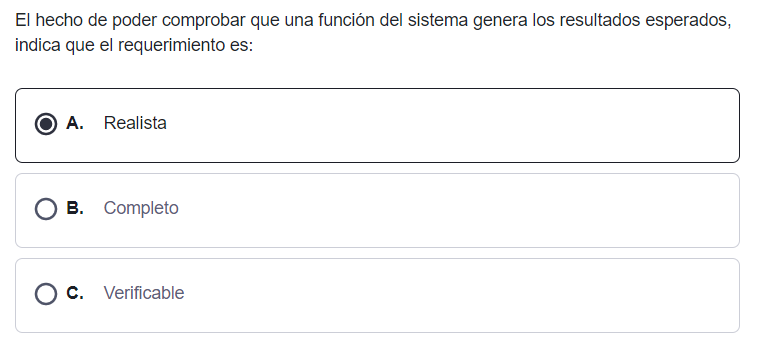 El hecho de poder comprobar que una función del sistema genera los resultados esperados,
indica que el requerimiento es:
A. Realista
B. Completo
C. Verificable